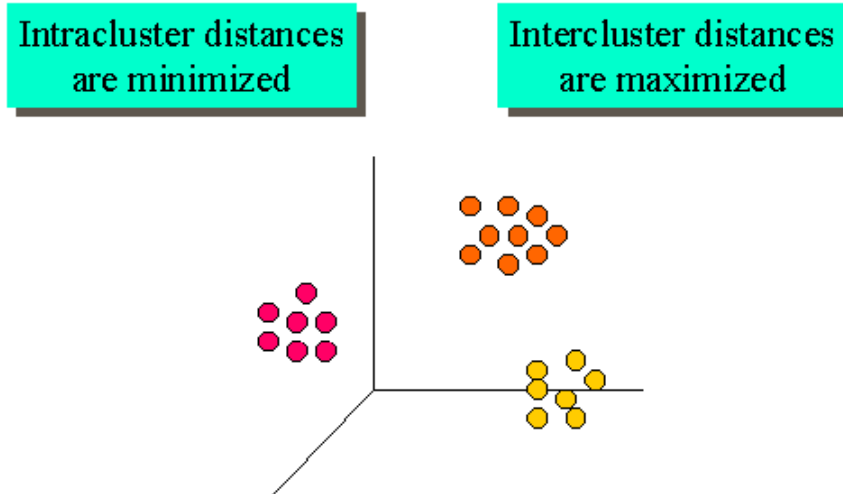 Intracluster distances
are minimized
Intercluster distances
are maximized